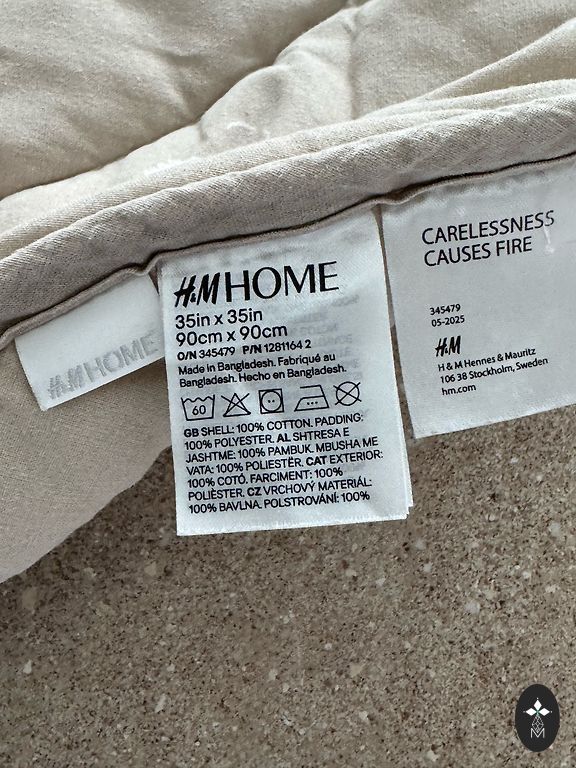 H&M HOME
H&M HOME
35in x 35in
90cm x 90cm
O/N 345479 P/N 1281164 2
Made in Bangladesh. Fabriqué au
Bangladesh. Hecho en Bangladesh.
60
GB SHELL: 100% COTTON. PADDING:
100% POLYESTER. AL SHTRESA E
JASHTME: 100% PAMBUK. MBUSHA ME
VATA: 100% POLIESTËR. CAT EXTERIOR:
100% COTÓ. FARCIMENT: 100%
POLIÈSTER. CZ VRCHOVÝ MATERIÁL:
100% BAVLNA. POLSTROVÁNÍ: 100%
CARELESSNESS
CAUSES FIRE
345479
05-2025
H&M
H & M Hennes & Mauritz
106 38 Stockholm, Sweden
hm.com
M